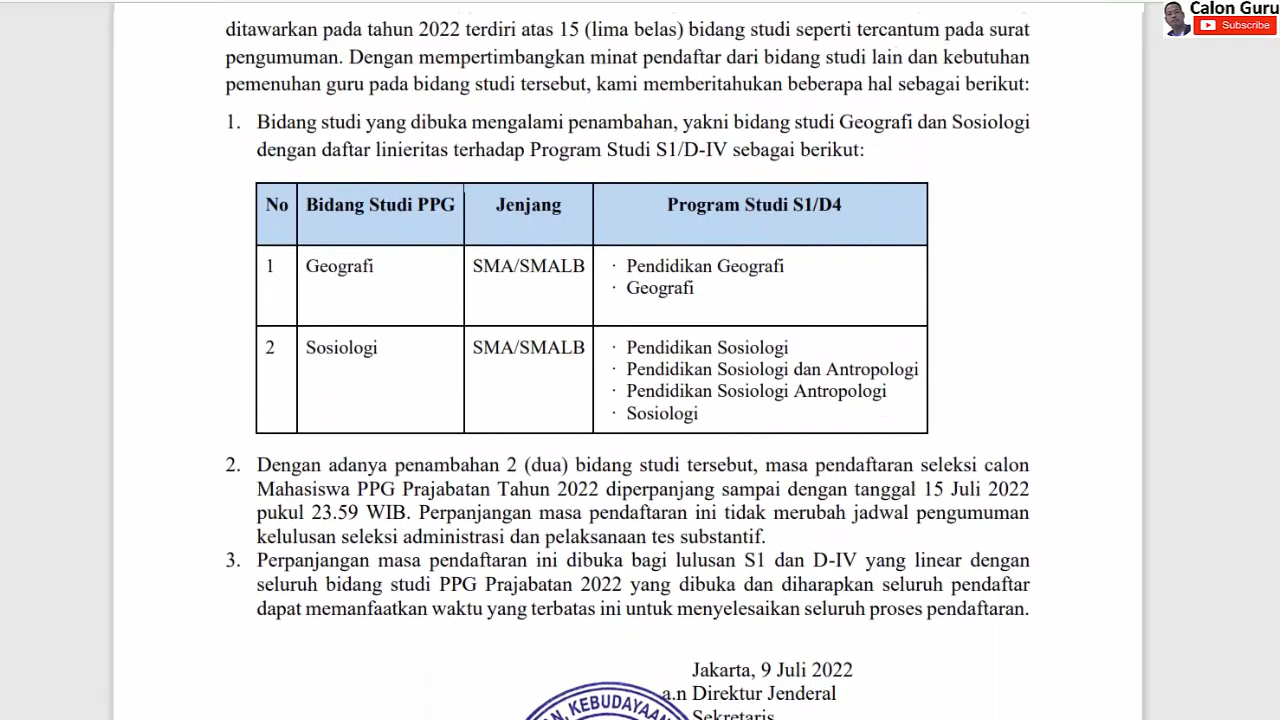 Calon Guru
Subscribe
ditawarkan pada tahun 2022 terdiri atas 15 (lima belas) bidang studi seperti tercantum pada surat
pengumuman. Dengan mempertimbangkan minat pendaftar dari bidang studi lain dan kebutuhan
pemenuhan guru pada bidang studi tersebut, kami memberitahukan beberapa hal sebagai berikut:
1. Bidang studi yang dibuka mengalami penambahan, yakni bidang studi Geografi dan Sosiologi
dengan daftar linieritas terhadap Program Studi S1/D-IV sebagai berikut:
No Bidang Studi PPG Jenjang Program Studi S1/D4
1 Geografi SMA/SMALB · Pendidikan Geografi
· Geografi
2 Sosiologi SMA/SMALB · Pendidikan Sosiologi
· Pendidikan Sosiologi dan Antropologi
· Pendidikan Sosiologi Antropologi
· Sosiologi
2. Dengan adanya penambahan 2 (dua) bidang studi tersebut, masa pendaftaran seleksi calon
Mahasiswa PPG Prajabatan Tahun 2022 diperpanjang sampai dengan tanggal 15 Juli 2022
pukul 23.59 WIB. Perpanjangan masa pendaftaran ini tidak merubah jadwal pengumuman
kelulusan seleksi administrasi dan pelaksanaan tes substantif.
3. Perpanjangan masa pendaftaran ini dibuka bagi lulusan S1 dan D-IV yang linear dengan
seluruh bidang studi PPG Prajabatan 2022 yang dibuka dan diharapkan seluruh pendaftar
dapat memanfaatkan waktu yang terbatas ini untuk menyelesaikan seluruh proses pendaftaran.
Jakarta, 9 Juli 2022
a.n Direktur Jenderal
Sekretaris
KEBUDAYAAN